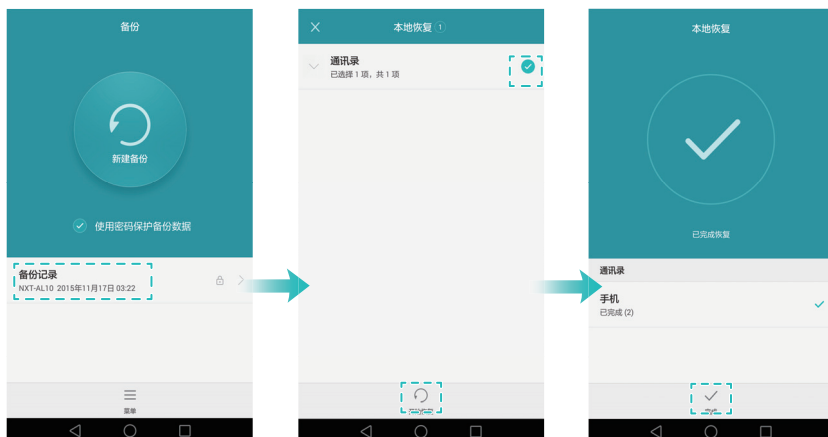 备份
新建备份
使用密码保护备份数据
备份记录
NXT-AL10 2015年11月17日 03:22
菜单
本地恢复 1
通讯录
已选择 1 项，共 1 项
本地恢复
已完成恢复
通讯录
手机
已完成 (2)
完成